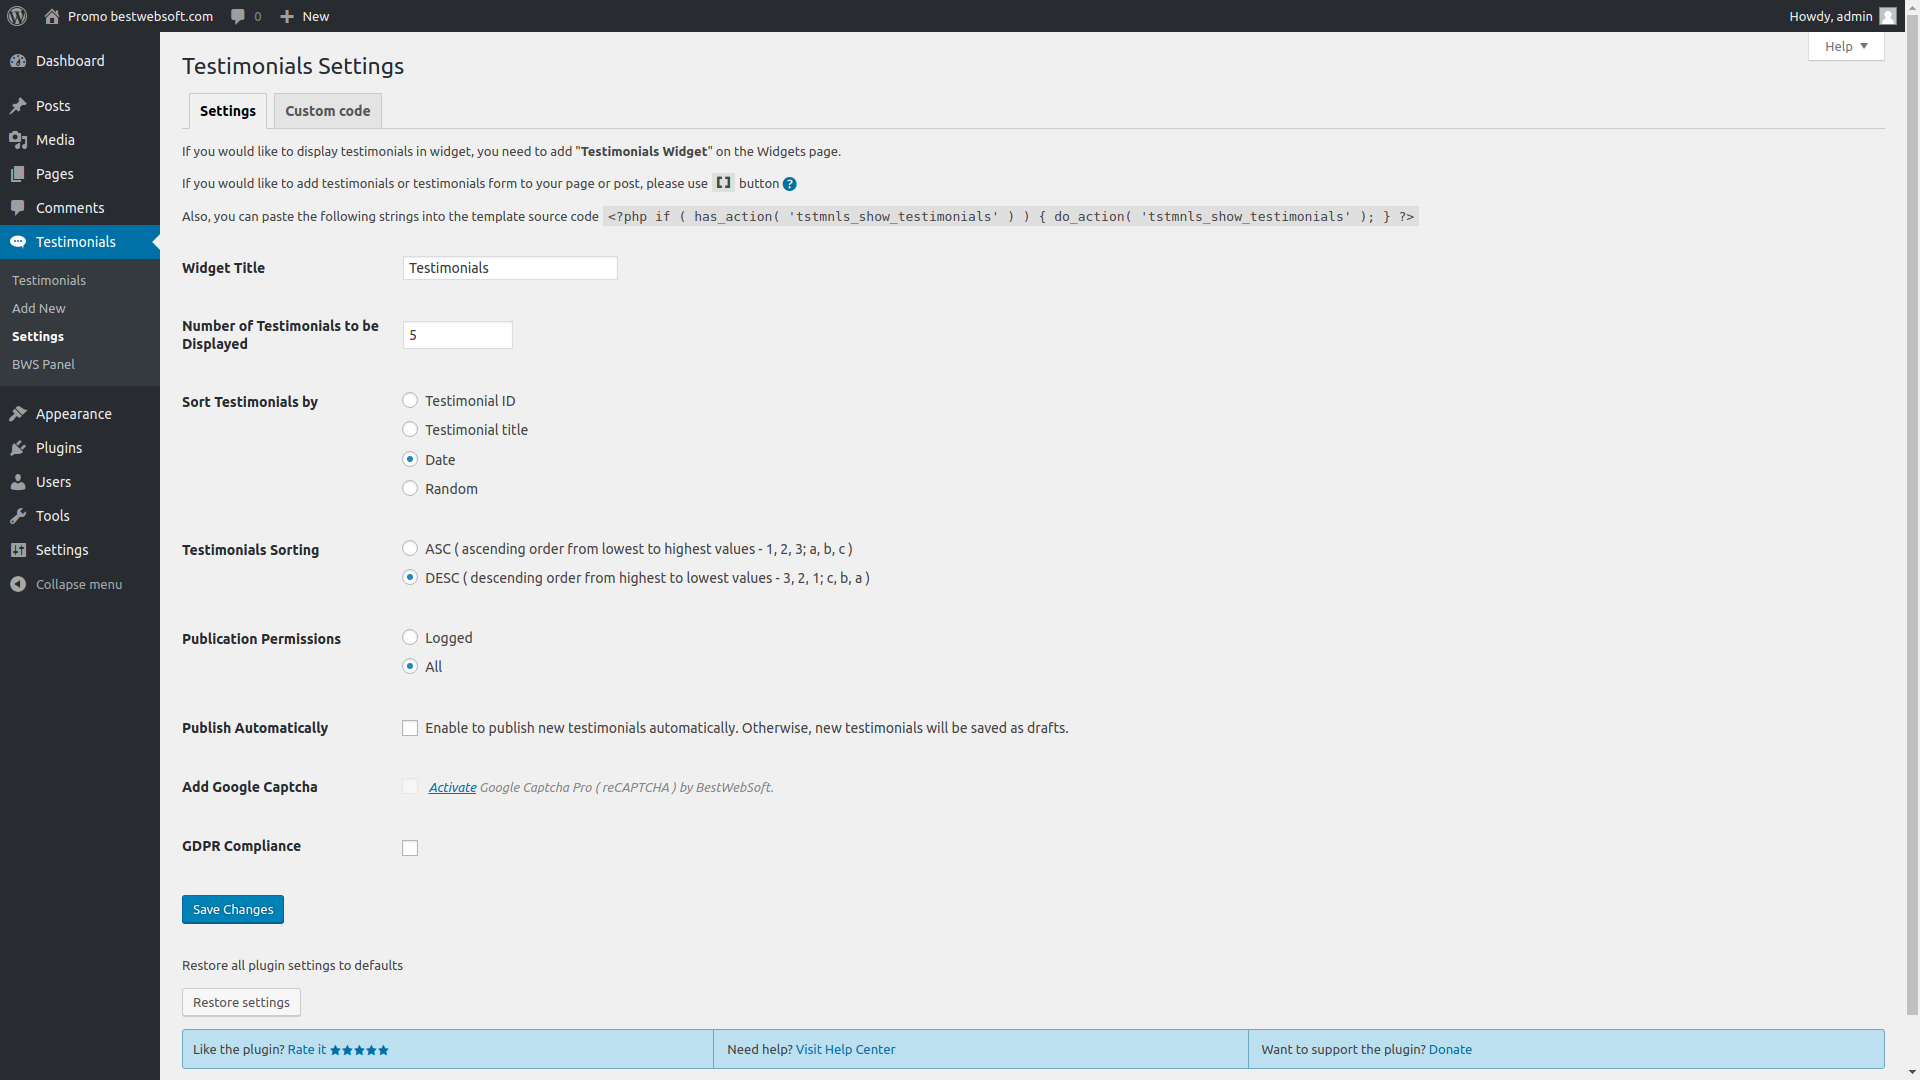 Promo bestwebsoft.com 0 New Howdy, admin
Help
Dashboard
Posts
Media
Pages
Comments
Testimonials
Testimonials
Add New
Settings
BWS Panel
Appearance
Plugins
Users
Tools
Settings
Collapse menu
Testimonials Settings
Settings Custom code
If you would like to display testimonials in widget, you need to add "Testimonials Widget" on the Widgets page.
If you would like to add testimonials or testimonials form to your page or post, please use [] button ?
Also, you can paste the following strings into the template source code <?php if ( has_action( 'tstmnls_show_testimonials' ) ) { do_action( 'tstmnls_show_testimonials' ); } ?>
Widget Title Testimonials
Number of Testimonials to be
Displayed
5
Sort Testimonials by
Testimonial ID
Testimonial title
Date
Random
Testimonials Sorting
ASC ( ascending order from lowest to highest values - 1, 2, 3; a, b, c )
DESC ( descending order from highest to lowest values - 3, 2, 1; c, b, a )
Publication Permissions
Logged
All
Publish Automatically
Enable to publish new testimonials automatically. Otherwise, new testimonials will be saved as drafts.
Add Google Captcha
Activate Google Captcha Pro ( reCAPTCHA ) by BestWebSoft.
GDPR Compliance
Save Changes
Restore all plugin settings to defaults
Restore settings
Like the plugin? Rate it ★★★★★
Need help? Visit Help Center
Want to support the plugin? Donate